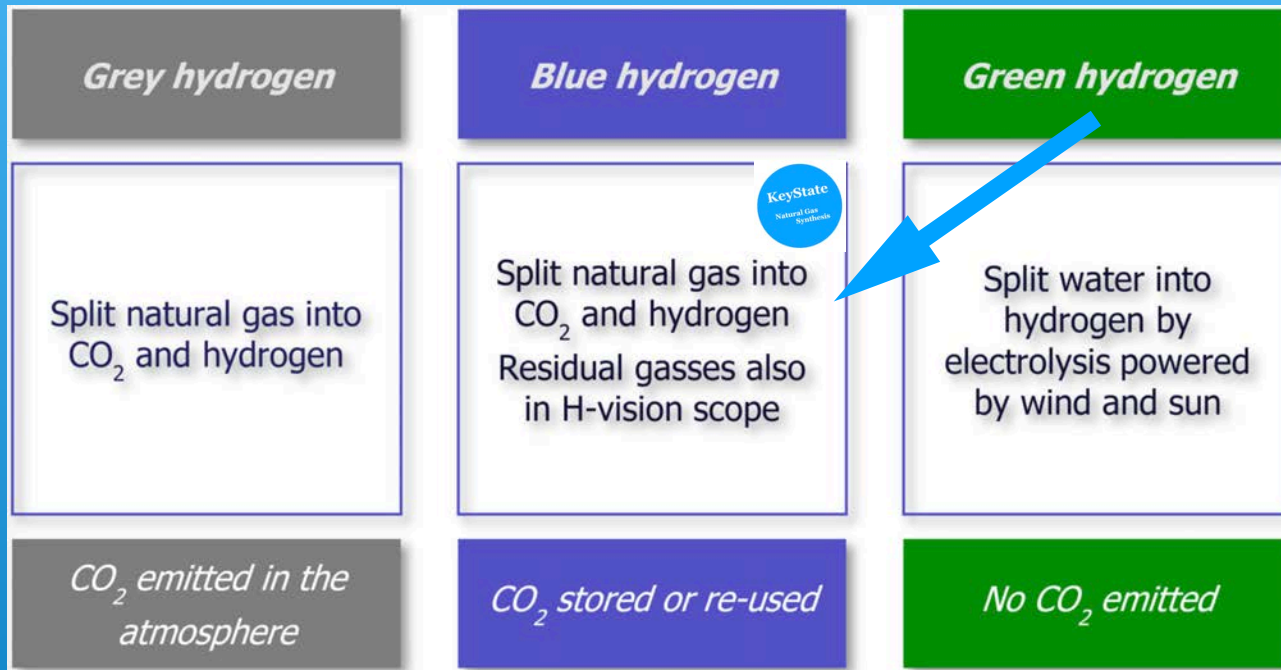 Grey hydrogen
Blue hydrogen
Green hydrogen
Split natural gas into
CO₂ and hydrogen
KeyState
Natural Gas
Synthesis
Split natural gas into
CO₂ and hydrogen
Residual gasses also
in H-vision scope
Split water into
hydrogen by
electrolysis powered
by wind and sun
CO₂ emitted in the
atmosphere
CO₂ stored or re-used
No CO₂ emitted